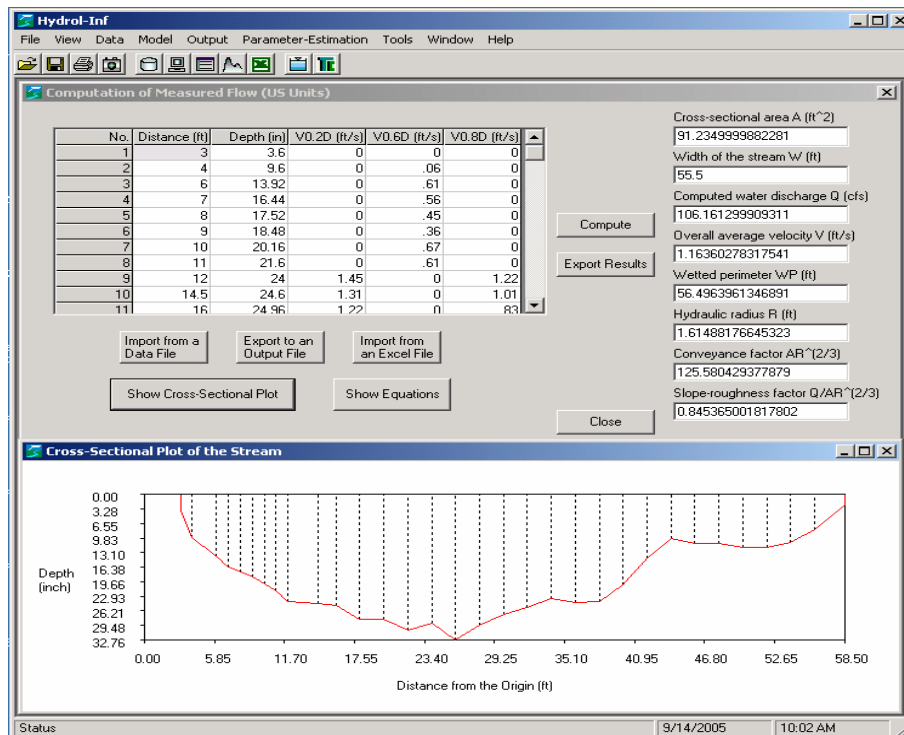 Hydrol-Inf
File View Data Model Output Parameter-Estimation Tools Window Help
Computation of Measured Flow (US Units)
No. Distance (ft) Depth (in) V0.2D (ft/s) V0.6D (ft/s) V0.8D (ft/s)
1 3 3.6 0 0 0
2 4 9.6 0 .06 0
3 6 13.92 0 .61 0
4 7 16.44 0 .56 0
5 8 17.52 0 .45 0
6 9 18.48 0 .36 0
7 10 20.16 0 .67 0
8 11 21.6 0 .61 0
9 12 24 1.45 0 1.22
10 14.5 24.6 1.31 0 1.01
11 16 24.96 1.22 0 83
Import from a
Data File
Export to an
Output File
Import from
an Excel File
Show Cross-Sectional Plot
Show Equations
Compute
Export Results
Close
Cross-sectional area A (ft^2)
91.2349999882281
Width of the stream W (ft)
55.5
Computed water discharge Q (cfs)
106.161299909311
Overall average velocity V (ft/s)
1.16360278317541
Wetted perimeter WP (ft)
56.4963961346891
Hydraulic radius R (ft)
1.61488176645323
Conveyance factor AR^(2/3)
125.580429377879
Slope-roughness factor Q/AR^(2/3)
0.845365001817802
Cross-Sectional Plot of the Stream
0.00
3.28
6.55
9.83
13.10
16.38
19.66
22.93
26.21
29.48
32.76
Depth
(inch)
0.00 5.85 11.70 17.55 23.40 29.25 35.10 40.95 46.80 52.65 58.50
Distance from the Origin (ft)
Status 9/14/2005 10:02 AM